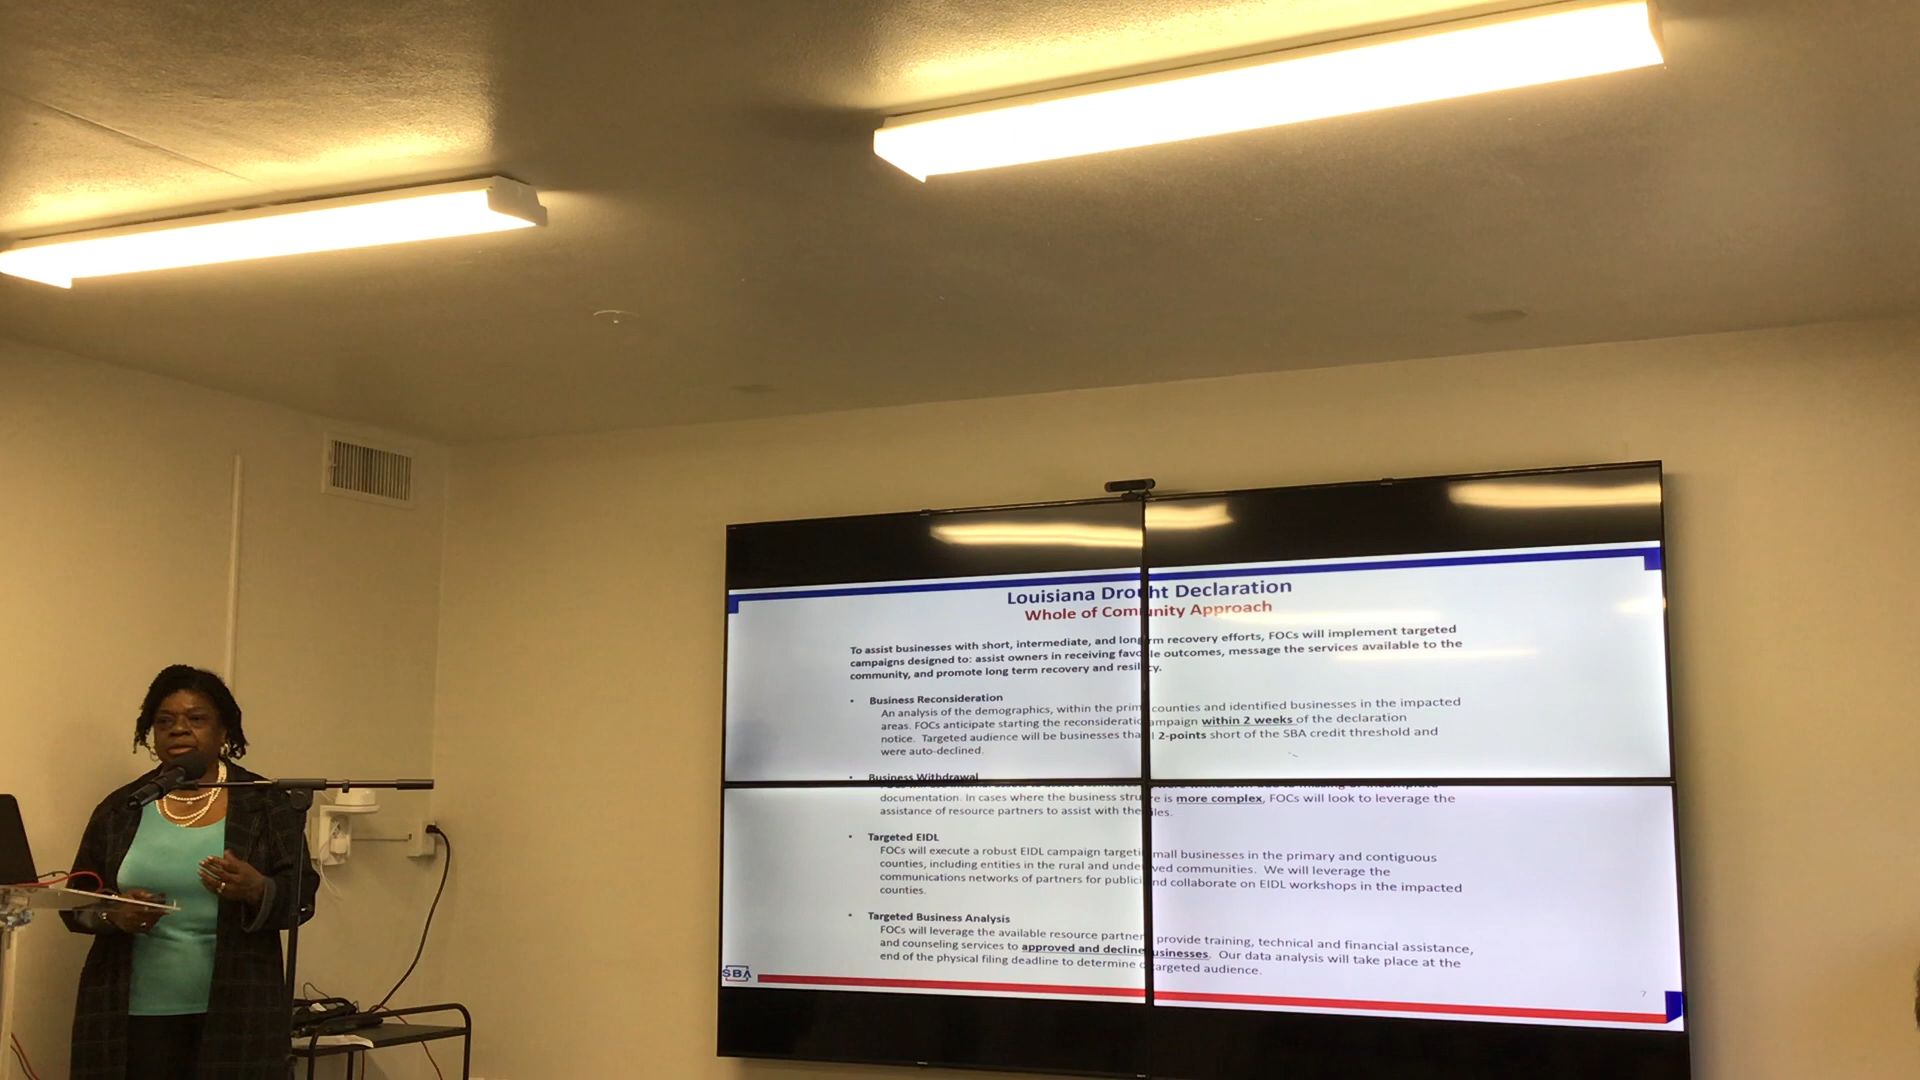 Louisiana Drought Declaration
Whole of Community Approach
To assist businesses with short, intermediate, and long rm recovery efforts, FOCs will implement targeted
campaigns designed to: assist owners in receiving favo le outcomes, message the services available to the
community, and promote long term recovery and resil cy.
• Business Reconsideration
An analysis of the demographics, within the prim counties and identified businesses in the impacted
areas. FOCs anticipate starting the reconsideratic ampaign within 2 weeks of the declaration
notice. Targeted audience will be businesses tha l 2-points short of the SBA credit threshold and
were auto-declined.
• Business Withdrawal
documentation. In cases where the business stru re is more complex, FOCs will look to leverage the
assistance of resource partners to assist with the iles.
• Targeted EIDL
FOCs will execute a robust EIDL campaign targeti mall businesses in the primary and contiguous
counties, including entities in the rural and unde ved communities. We will leverage the
communications networks of partners for publici nd collaborate on EIDL workshops in the impacted
counties.
• Targeted Business Analysis
FOCs will leverage the available resource partner provide training, technical and financial assistance,
and counseling services to approved and decline usinesses. Our data analysis will take place at the
end of the physical filing deadline to determine targeted audience.
SBA
7